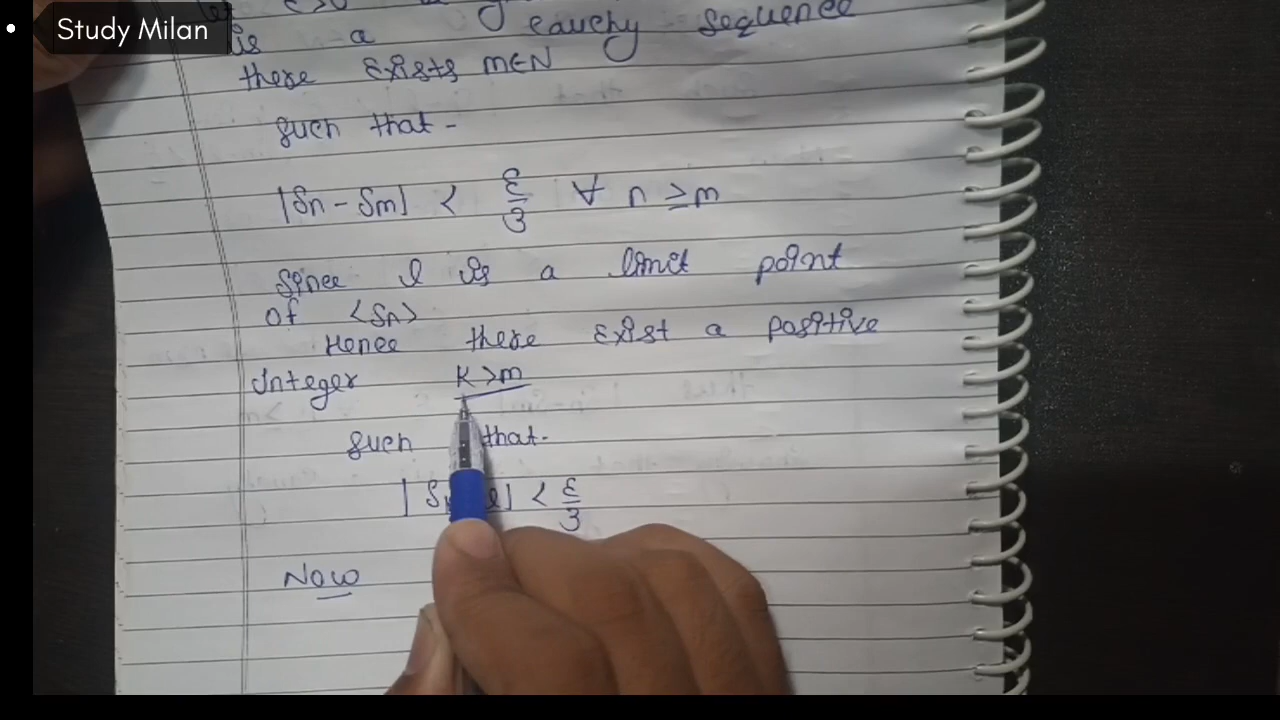 Study Milan
is a cauchy sequence
there Exists m∈N
such that -
|Sn - Sm| < ε/3 ∀ n ≥m
Since l is a limit point
of <Sn>
Hence there Exist a positive
Integer K>m
such that-
| S l| < ε/3
Now